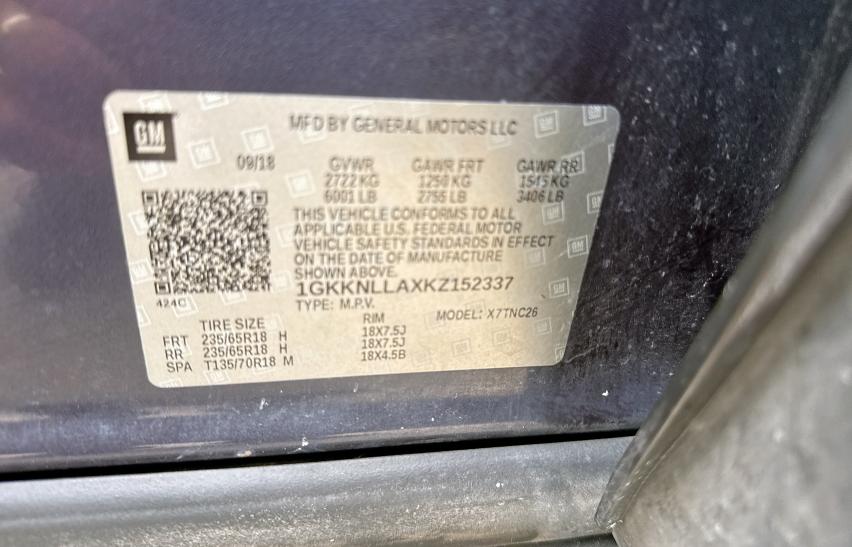 GM
MFD BY GENERAL MOTORS LLC
09/18 GVWR GAWR FRT GAWR RR
2722 KG 1250 KG 1545 KG
6001 LB 2755 LB 3406 LB
THIS VEHICLE CONFORMS TO ALL
APPLICABLE U.S. FEDERAL MOTOR
VEHICLE SAFETY STANDARDS IN EFFECT
ON THE DATE OF MANUFACTURE
SHOWN ABOVE.
1GKKNLLAXKZ152337
424C
TYPE: M.P.V. MODEL: X7TNC26
TIRE SIZE RIM
FRT 235/65R18 H 18X7.5J
RR 235/65R18 H 18X7.5J
SPA T135/70R18 M 18X4.5B